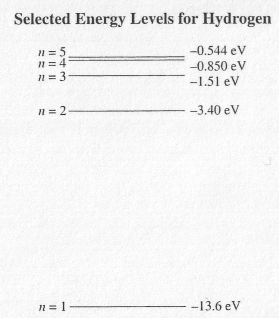 Selected Energy Levels for Hydrogen
n = 5 –0.544 eV
n = 4 –0.850 eV
n = 3 –1.51 eV
n = 2 –3.40 eV
n = 1 –13.6 eV